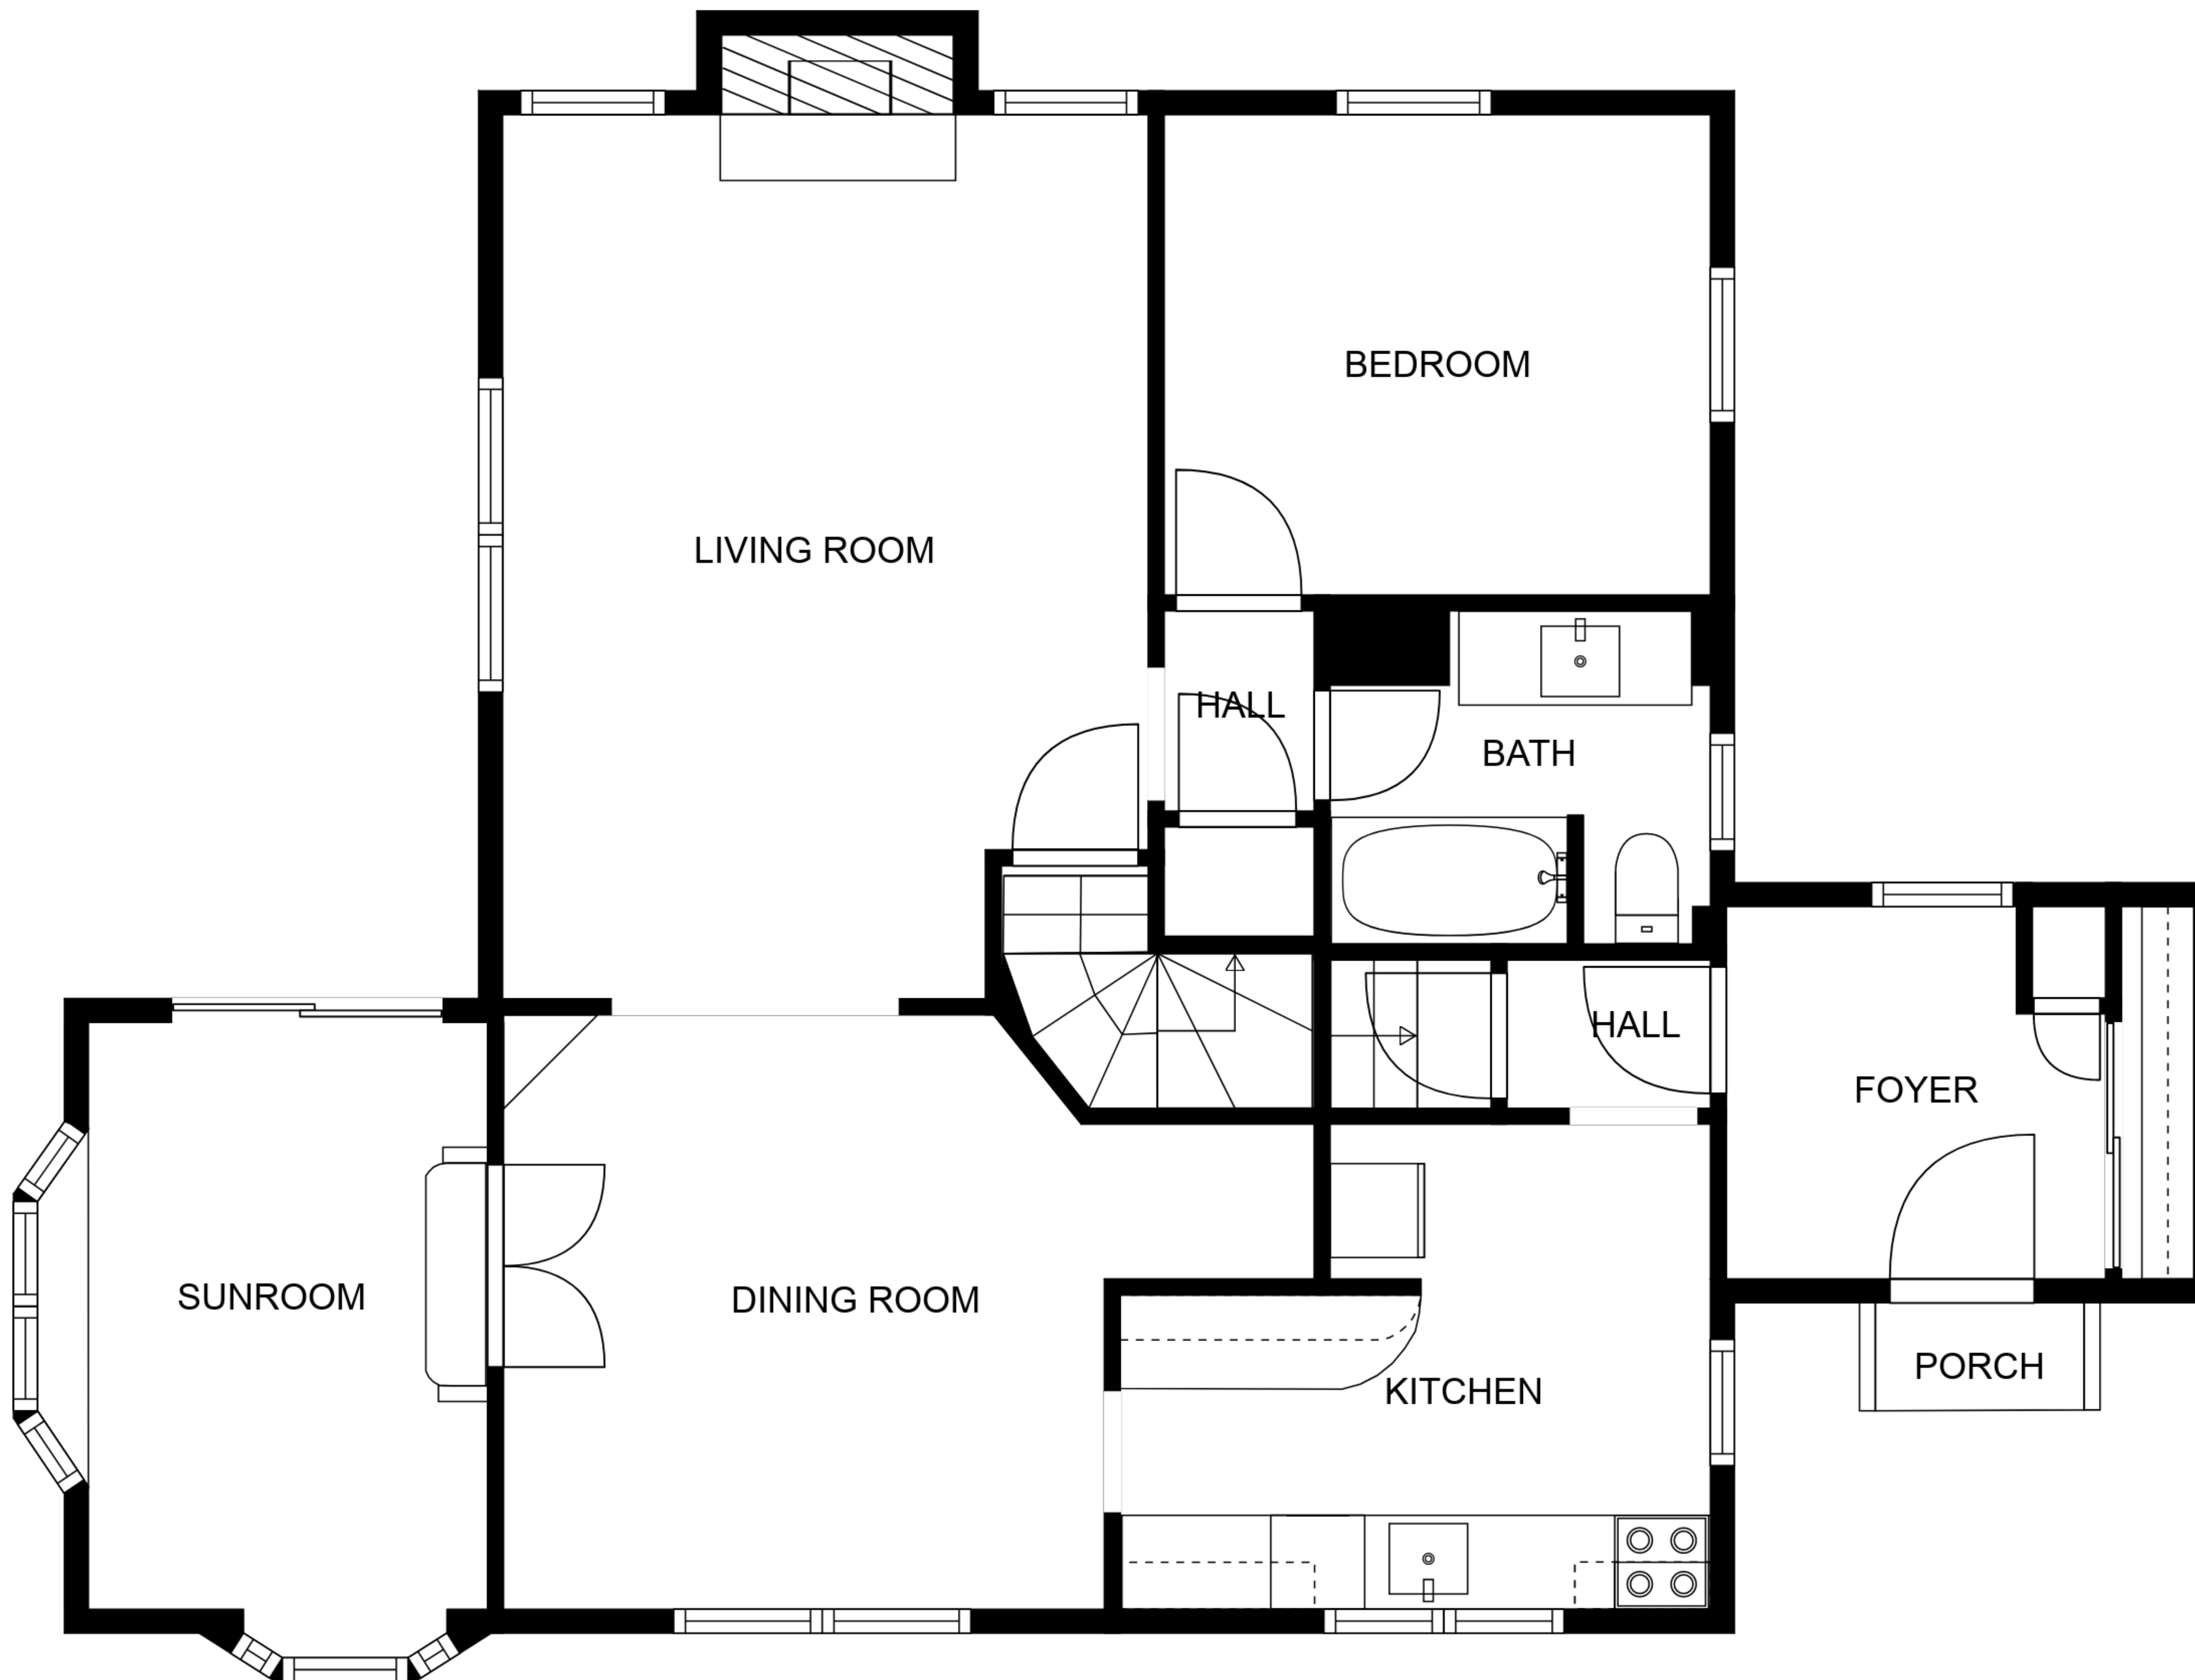 BEDROOM
LIVING ROOM
HALL
BATH
HALL
FOYER
SUNROOM
DINING ROOM
PORCH
KITCHEN